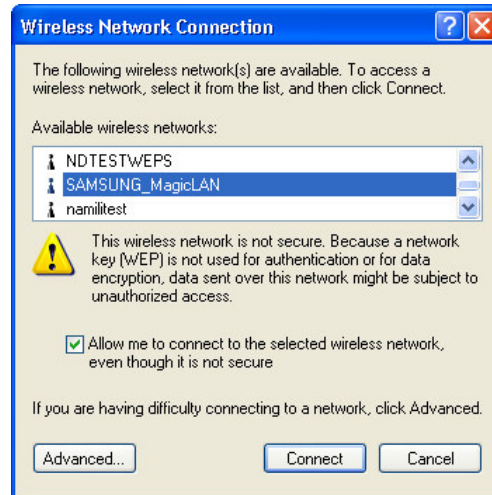 Wireless Network Connection
The following wireless network(s) are available. To access a
wireless network, select it from the list, and then click Connect.
Available wireless networks:
NDTESTWEPS
SAMSUNG_MagicLAN
namilitest
This wireless network is not secure. Because a network
key (WEP) is not used for authentication or for data
encryption, data sent over this network might be subject to
unauthorized access.
Allow me to connect to the selected wireless network,
even though it is not secure
If you are having difficulty connecting to a network, click Advanced.
Advanced... Connect Cancel